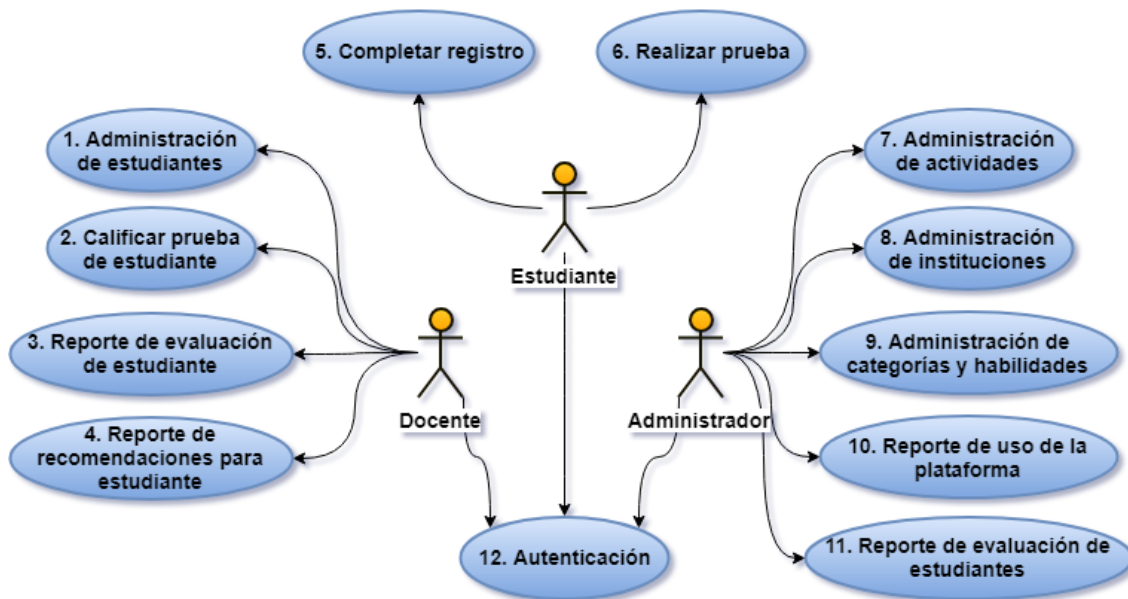 5. Completar registro
6. Realizar prueba
1. Administración
de estudiantes
7. Administración
de actividades
2. Calificar prueba
de estudiante
8. Administración
de instituciones
Estudiante
3. Reporte de evaluación
de estudiante
9. Administración de
categorías y habilidades
Docente
Administrador
4. Reporte de
recomendaciones para
estudiante
10. Reporte de uso de la
plataforma
12. Autenticación
11. Reporte de evaluación de
estudiantes